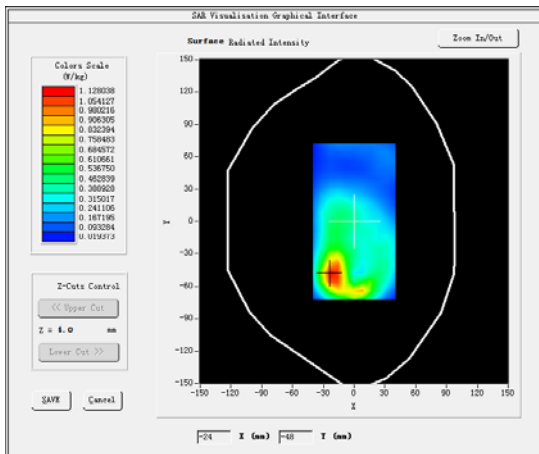 SAR Visualisation Graphical Interface
Surface Radiated Intensity
Zoom In/Out
Colors Scale
(W/kg)
1.128038
1.054127
0.980216
0.906305
0.832394
0.758483
0.684572
0.610661
0.536750
0.462839
0.388928
0.315017
0.241106
0.167195
0.093284
0.019373
Z-Cuts Control
<< Upper Cut
Z = 4.0 mm
Lower Cut >>
SAVE
Cancel
150
120
90
60
30
0
-30
-60
-90
-120
-150
Y
-150 -120 -90 -60 -30 0 30 60 90 120 150
X
-24 X (mm) -48 Y (mm)